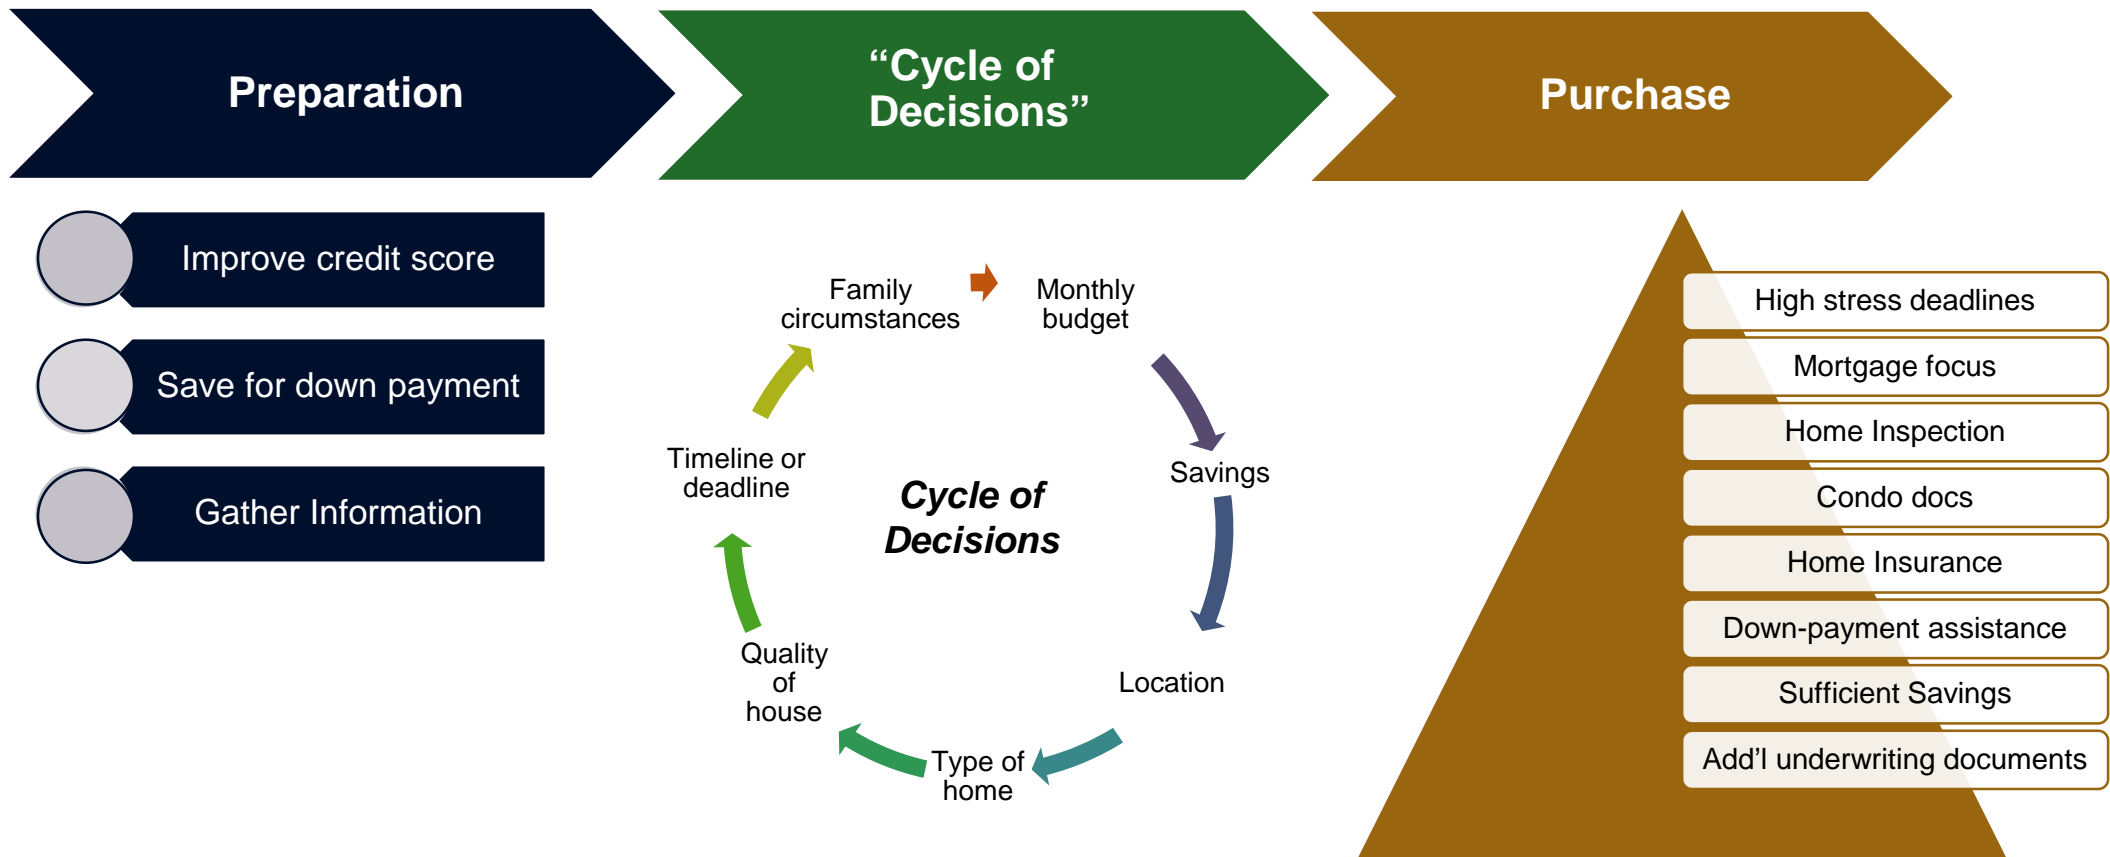 Preparation
“Cycle of
Decisions”
Purchase
Improve credit score
Save for down payment
Gather Information
Family
circumstances
Monthly
budget
Savings
Location
Type of
home
Quality
of
house
Timeline or
deadline
Cycle of
Decisions
High stress deadlines
Mortgage focus
Home Inspection
Condo docs
Home Insurance
Down-payment assistance
Sufficient Savings
Add’l underwriting documents